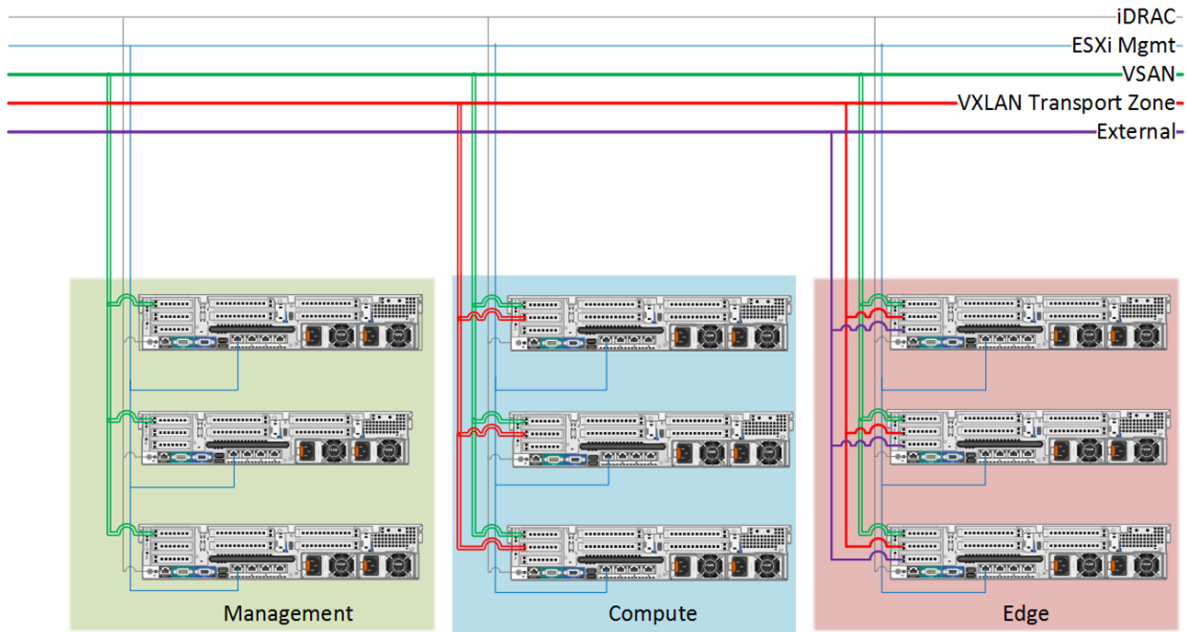 iDRAC
ESXi Mgmt
VSAN
VXLAN Transport Zone
External
Management
Compute
Edge